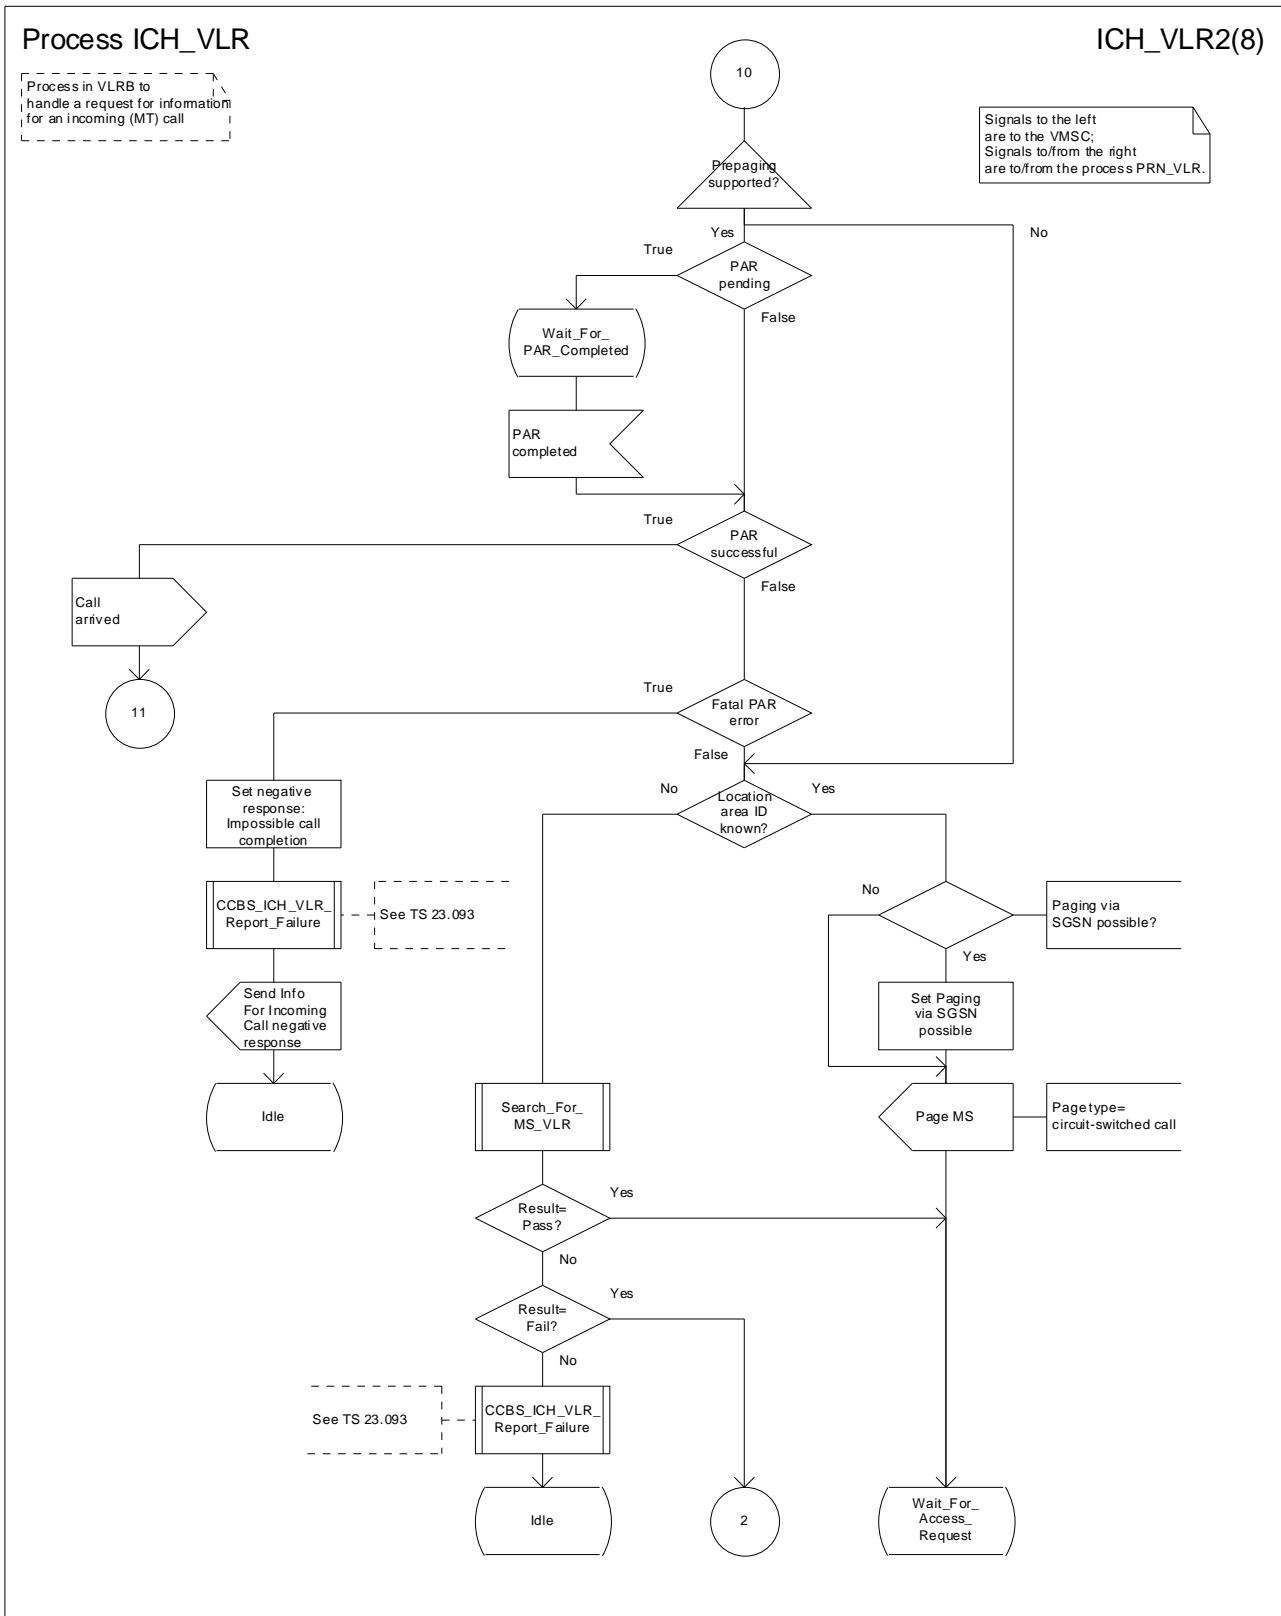 Process ICH_VLR
ICH_VLR2(8)
Process in VLRB to
handle a request for information
for an incoming (MT) call
10
Signals to the left
are to the VMSC;
Signals to/from the right
are to/from the process PRN_VLR.
Prepaging
supported?
Yes
No
True
PAR
pending
False
Wait_For_
PAR_Completed
PAR
completed
True
PAR
successful
False
Call
arrived
11
True
Fatal PAR
error
False
Set negative
response:
Impossible call
completion
No
Location
area ID
known?
Yes
CCBS_ICH_VLR_
Report_Failure
See TS 23.093
No
Paging via
SGSN possible?
Yes
Send Info
For Incoming
Call negative
response
Set Paging
via SGSN
possible
Idle
Search_For_
MS_VLR
Page MS
Page type=
circuit-switched call
Result=
Pass?
Yes
No
Result=
Fail?
Yes
No
See TS 23.093
CCBS_ICH_VLR_
Report_Failure
Idle
2
Wait_For_
Access_
Request